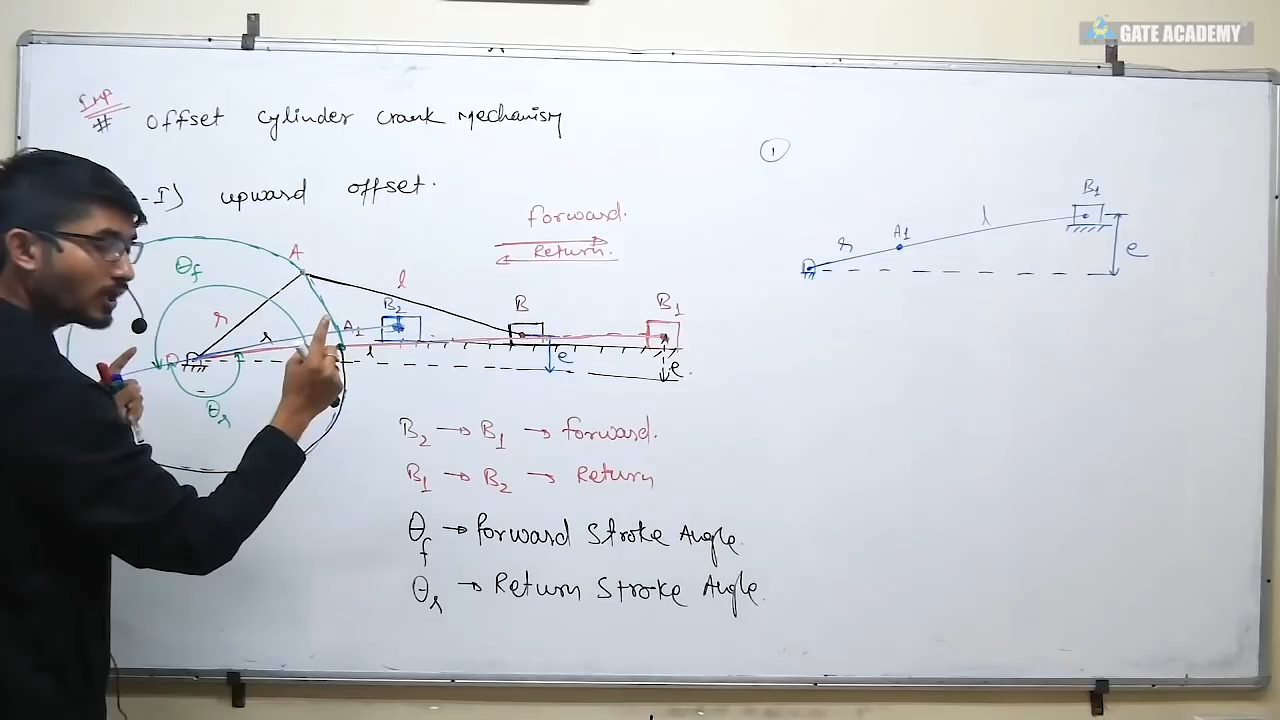 GATE ACADEMY
IMP
# offset cylinder crank mechanism
-I) upward offset.
forward.
Return.
θf
A
r
l
B2
B
B1
r
A1
l
e
e
θr
B2 → B1 → forward.
B1 → B2 → Return
θf → forward Stroke Angle.
θr → Return Stroke Angle.
1
B1
l
A1
r
e